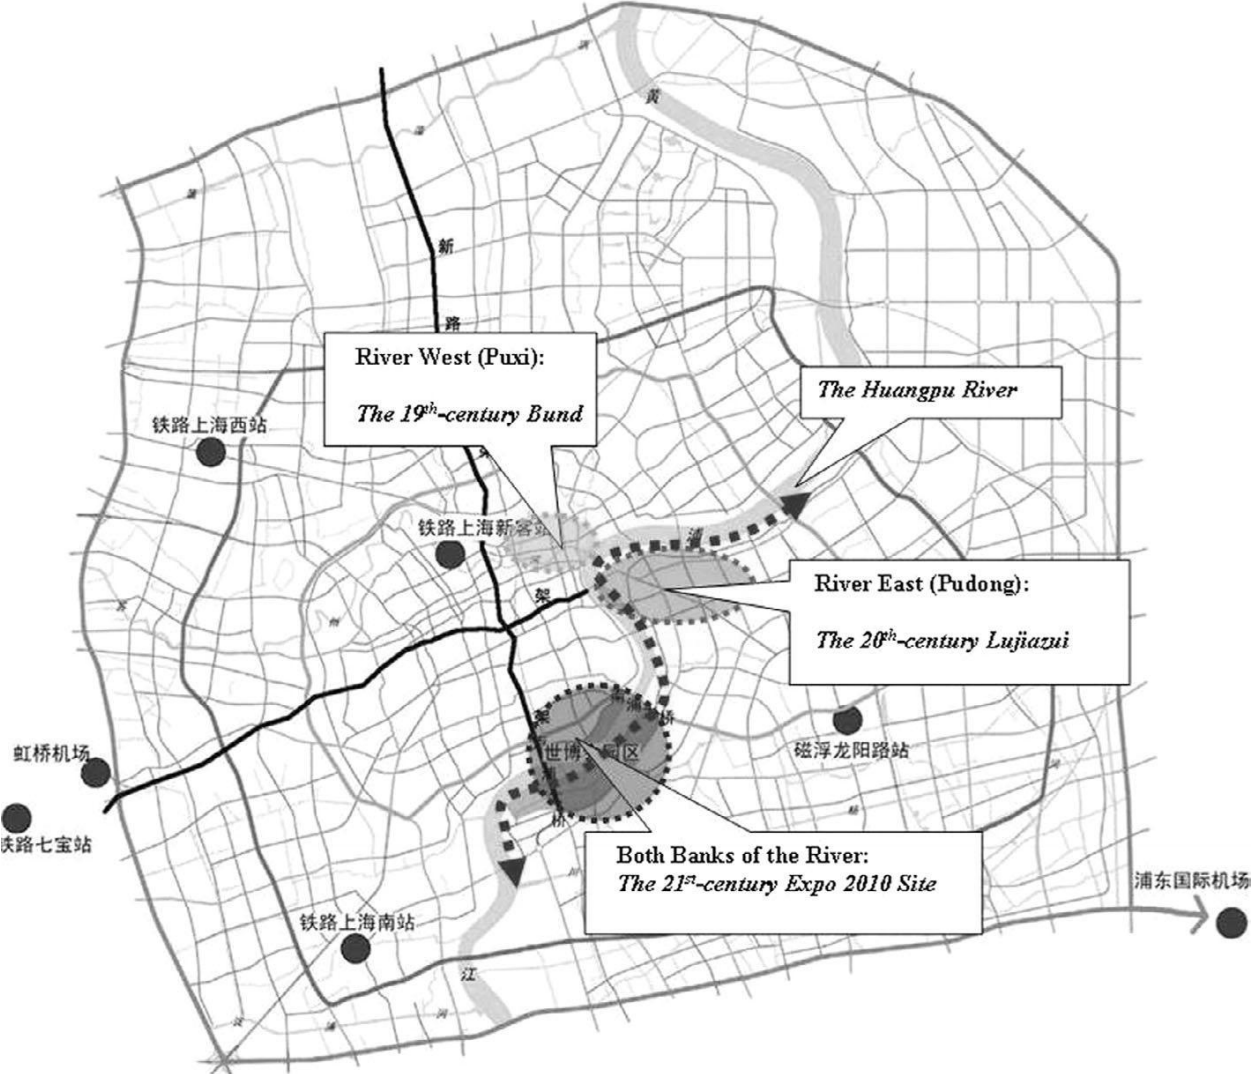 黄
新
路
River West (Puxi):
The 19th-century Bund
The Huangpu River
铁路上海西站
铁路上海新客站
浦
架
River East (Pudong):
The 20th-century Lujiazui
州
架
桥
世博
园区
磁浮龙阳路站
虹桥机场
铁路七宝站
桥
Both Banks of the River:
The 21st-century Expo 2010 Site
浦东国际机场
铁路上海南站
江